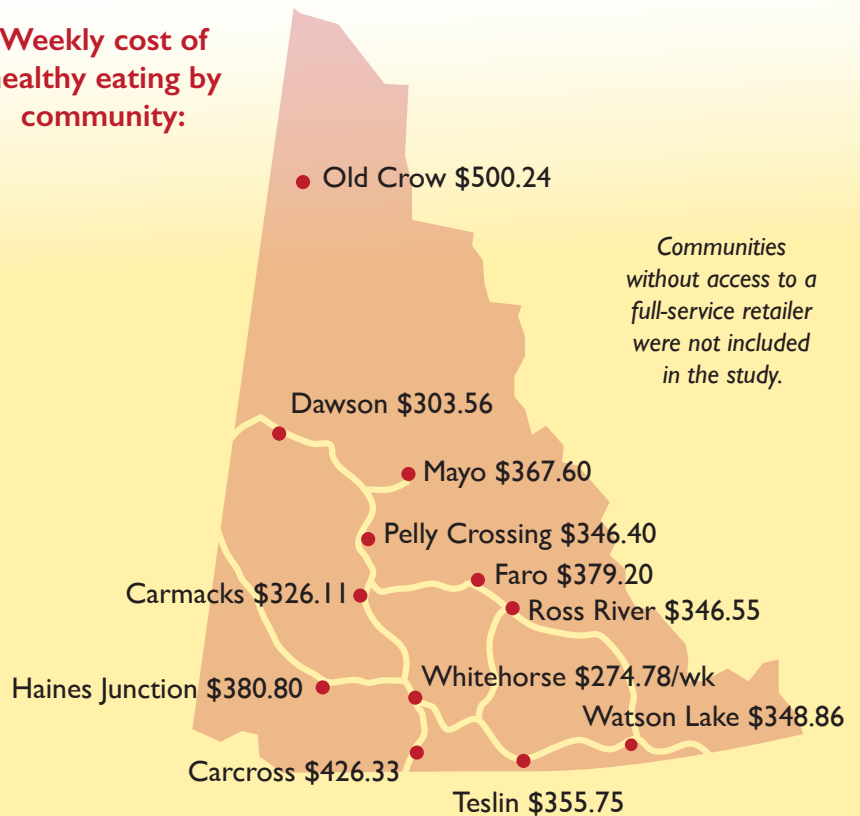 Weekly cost of
healthy eating by
community:
Old Crow $500.24
Communities
without access to a
full-service retailer
were not included
in the study.
Dawson $303.56
Mayo $367.60
Pelly Crossing $346.40
Faro $379.20
Carmacks $326.11
Ross River $346.55
Whitehorse $274.78/wk
Haines Junction $380.80
Watson Lake $348.86
Carcross $426.33
Teslin $355.75